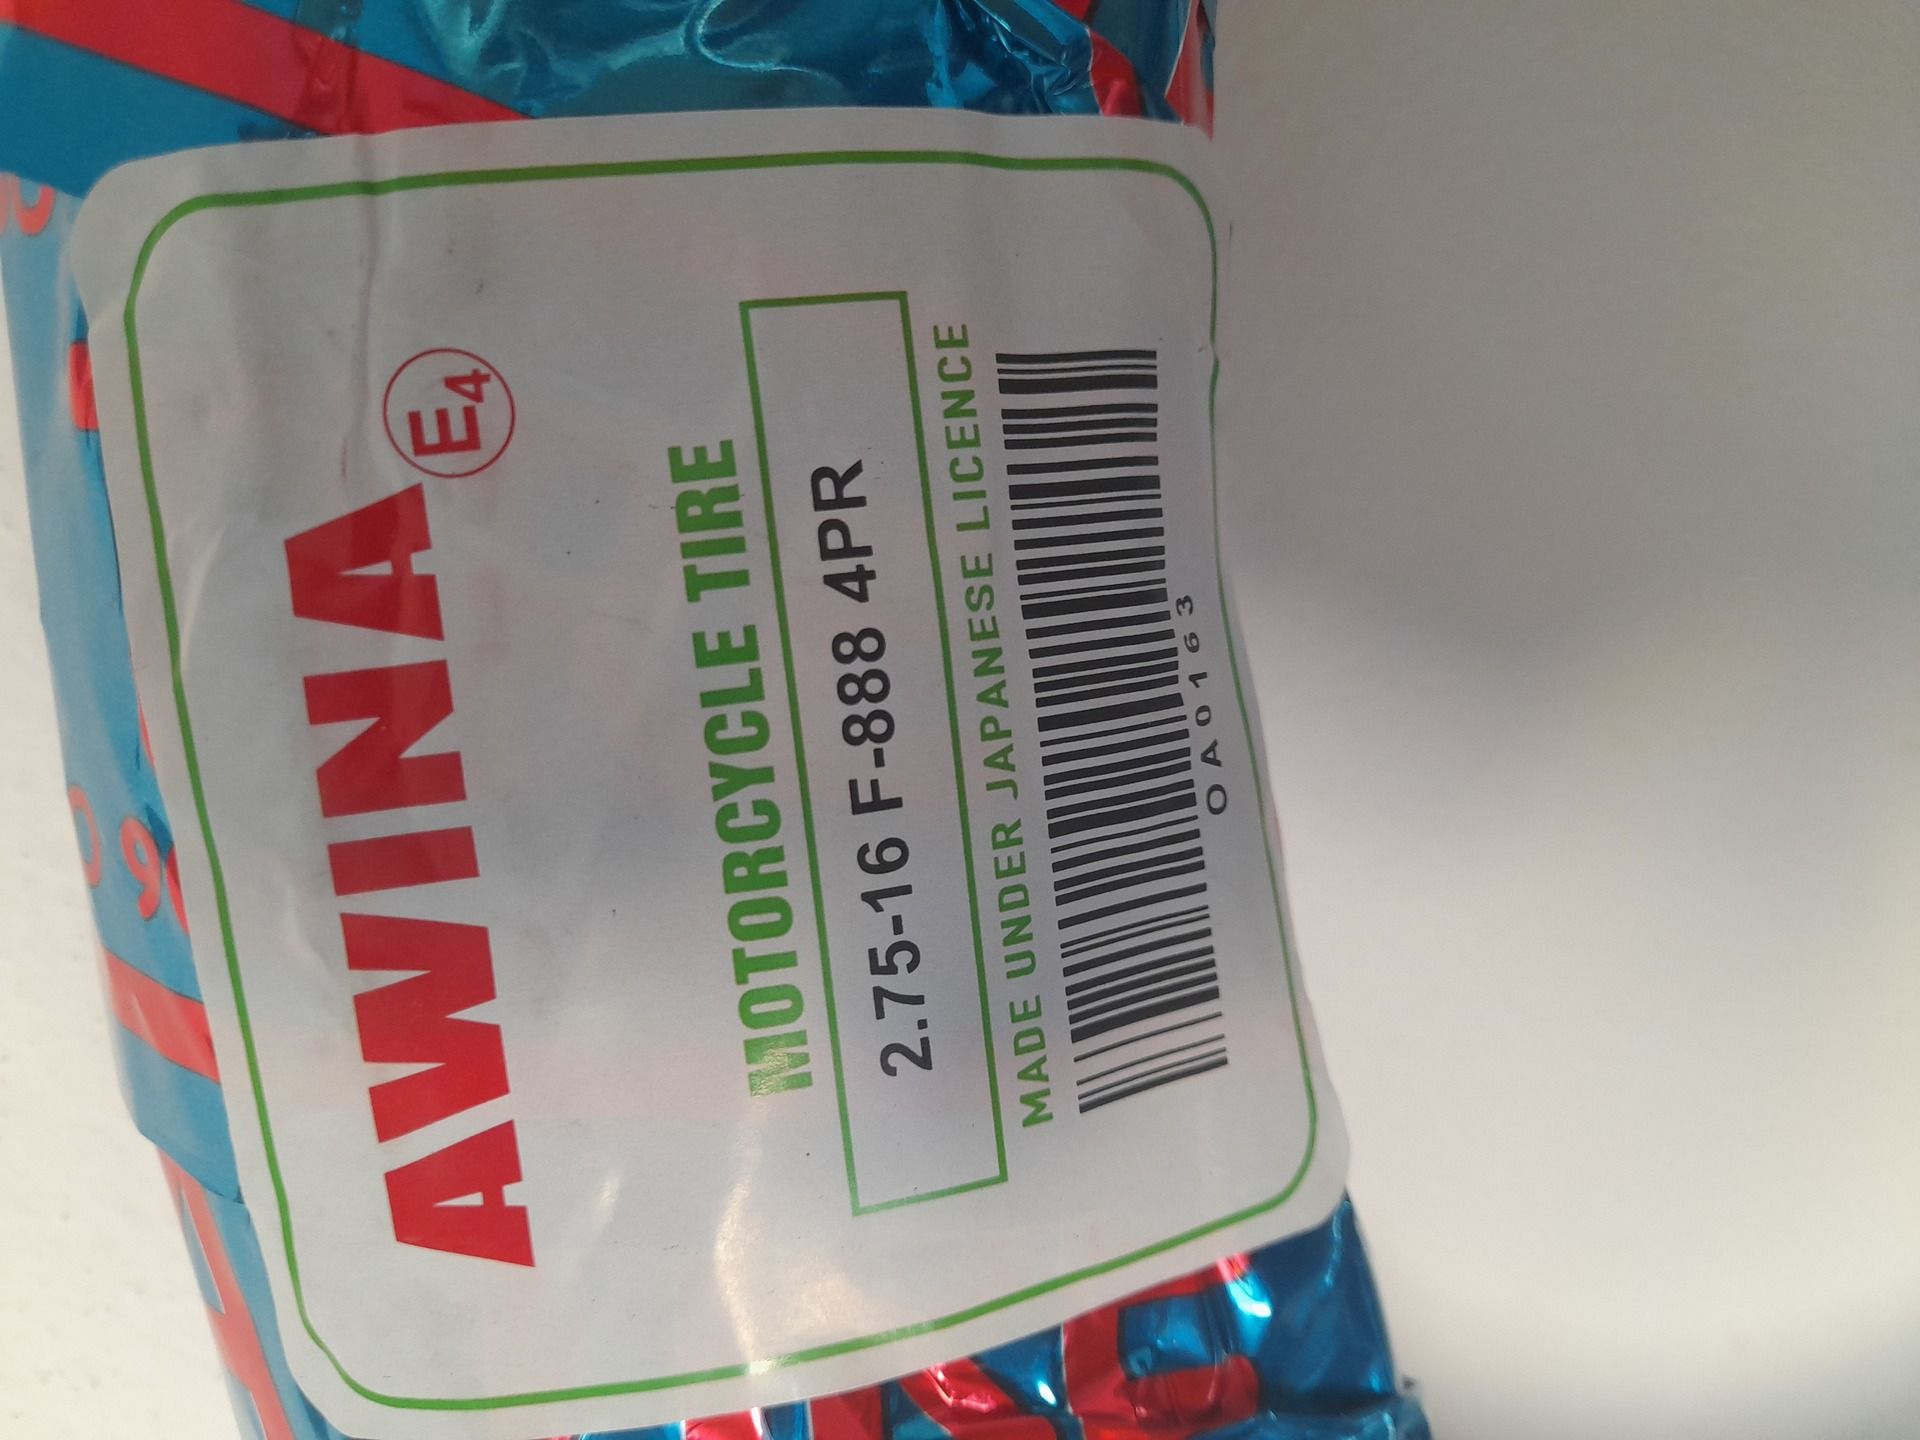 AWINA E4
MOTORCYCLE TIRE
2.75-16 F-888 4PR
MADE UNDER JAPANESE LICENCE
OA0163